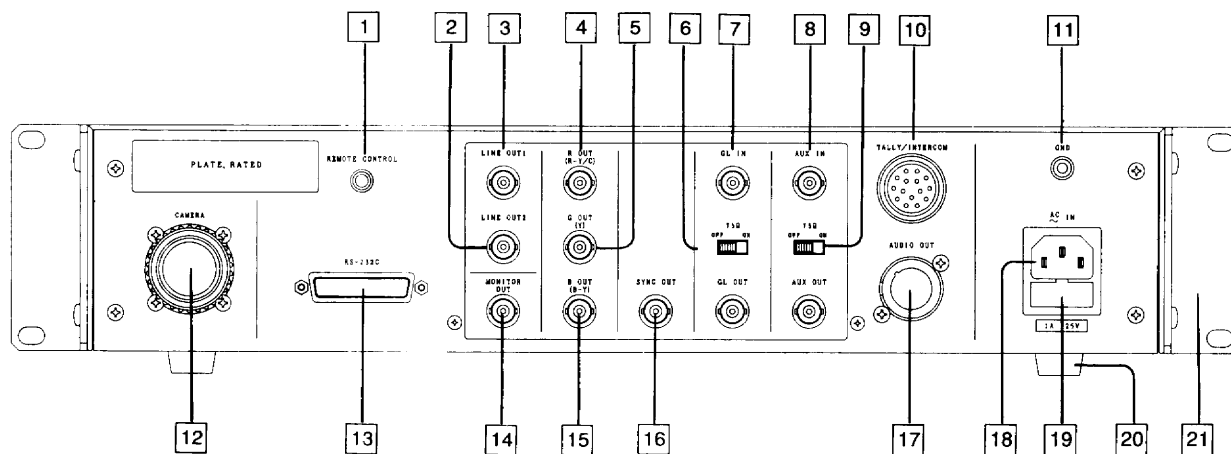 1 2 3 4 5 6 7 8 9 10 11
PLATE, RATED
REMOTE CONTROL
LINE OUT1
R OUT
(R-Y/C)
GL IN
AUX IN
TALLY/INTERCOM
GND
CAMERA
LINE OUT2
G OUT
(Y)
75Ω
OFF ON
75Ω
OFF ON
AC IN
RS-232C
MONITOR
OUT
B OUT
(B-Y)
SYNC OUT
GL OUT
AUX OUT
AUDIO OUT
1A 125V
12 13 14 15 16 17 18 19 20 21